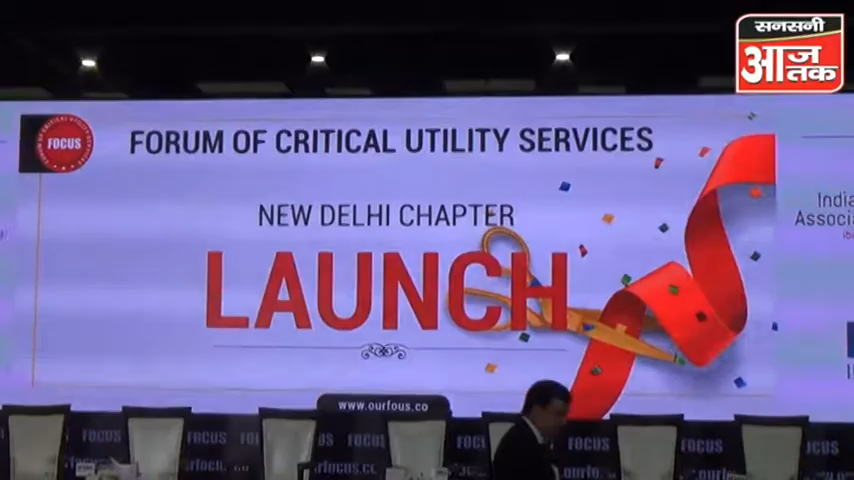 सनसनी
आज तक
FOCUS
FORUM OF CRITICAL UTILITY SERVICES
NEW DELHI CHAPTER
LAUNCH
India
Associa
www.ourfous.co
FOCUS
FOCUS
FOCUS
FOCUS
FOCUS
FOCUS